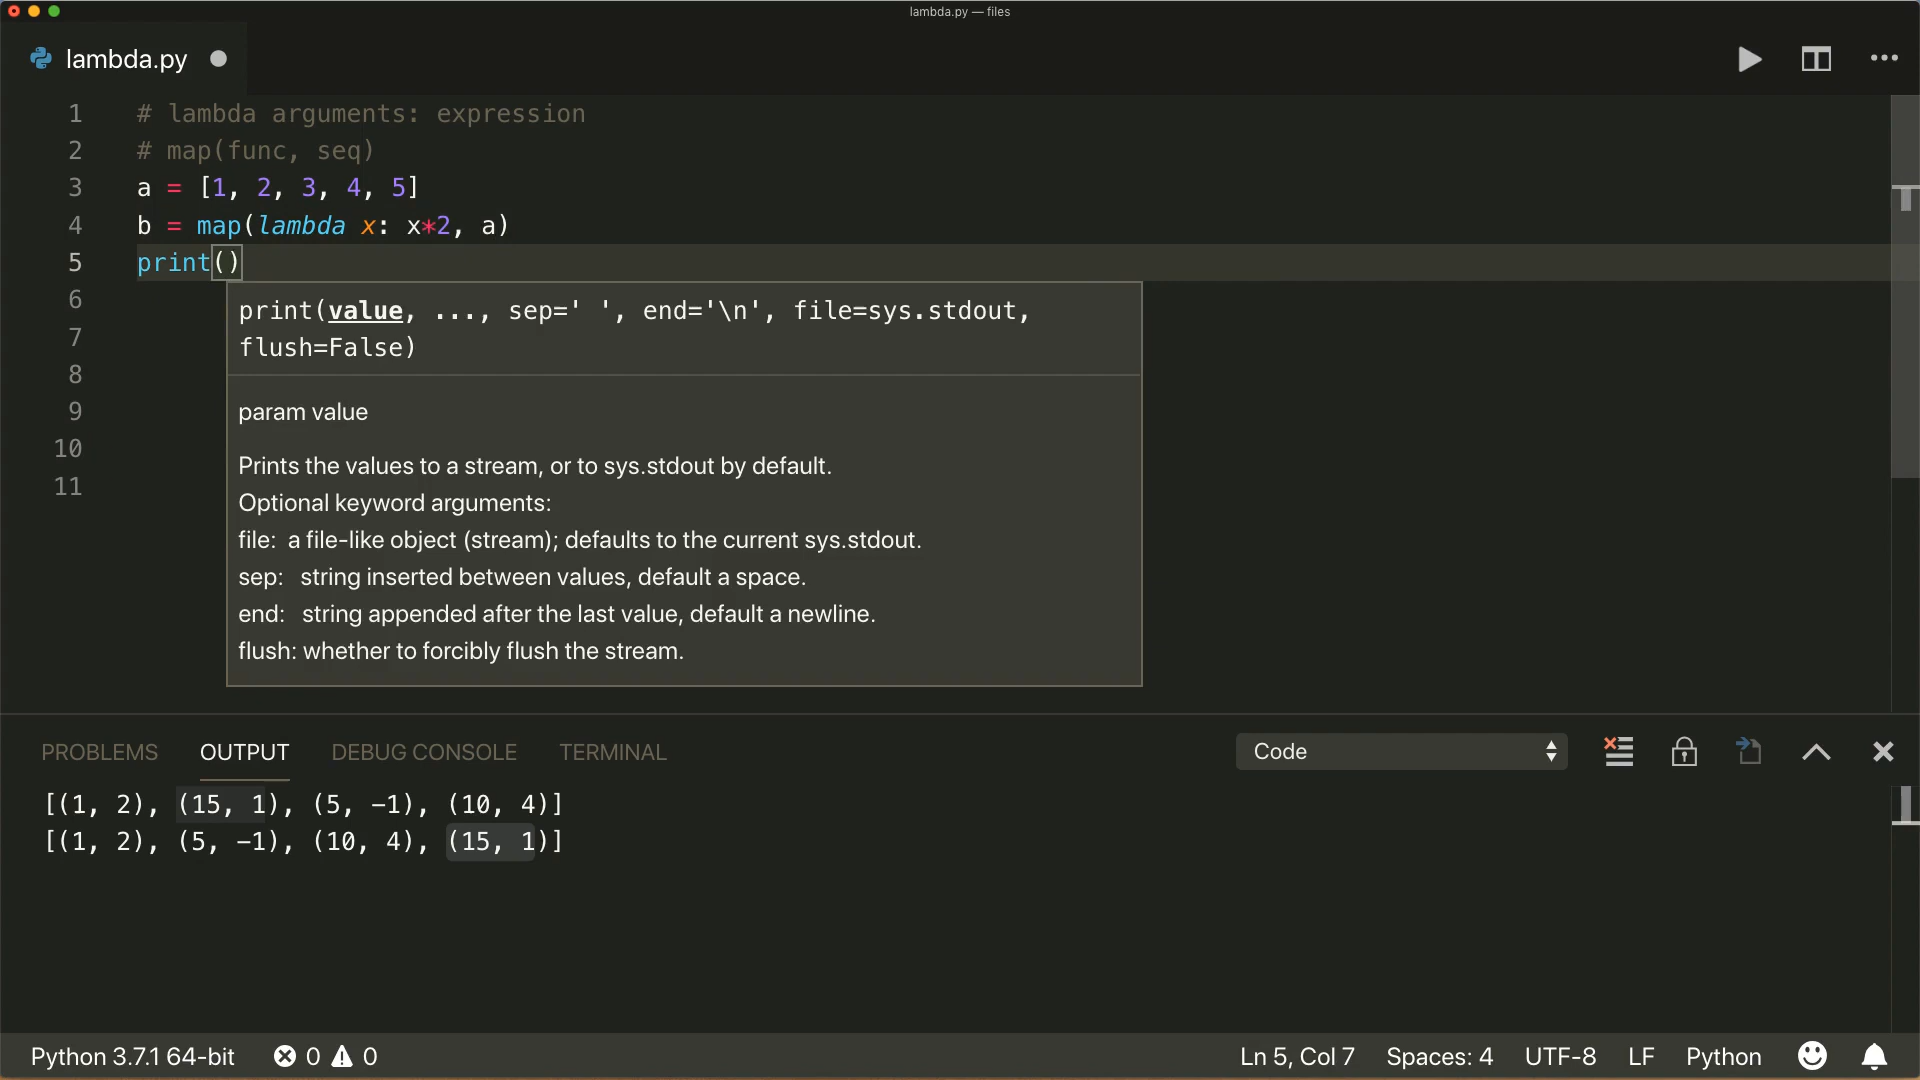 lambda.py — files
lambda.py
1 # lambda arguments: expression
2 # map(func, seq)
3 a = [1, 2, 3, 4, 5]
4 b = map(lambda x: x*2, a)
5 print()
6
7
8
9
10
11
print(value, ..., sep=' ', end='\n', file=sys.stdout,
flush=False)
param value
Prints the values to a stream, or to sys.stdout by default.
Optional keyword arguments:
file:  a file-like object (stream); defaults to the current sys.stdout.
sep:   string inserted between values, default a space.
end:   string appended after the last value, default a newline.
flush: whether to forcibly flush the stream.
PROBLEMS OUTPUT DEBUG CONSOLE TERMINAL Code
[(1, 2), (15, 1), (5, -1), (10, 4)]
[(1, 2), (5, -1), (10, 4), (15, 1)]
Python 3.7.1 64-bit 0 0 Ln 5, Col 7 Spaces: 4 UTF-8 LF Python